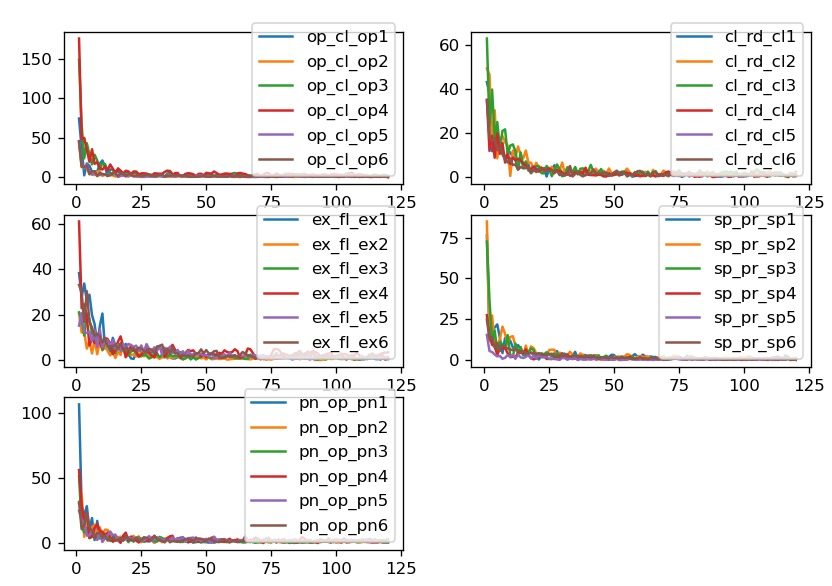 150
100
50
0
0 25 50 75 100 125
op_cl_op1
op_cl_op2
op_cl_op3
op_cl_op4
op_cl_op5
op_cl_op6
60
40
20
0
0 25 50 75 100 125
cl_rd_cl1
cl_rd_cl2
cl_rd_cl3
cl_rd_cl4
cl_rd_cl5
cl_rd_cl6
60
40
20
0
0 25 50 75 100 125
ex_fl_ex1
ex_fl_ex2
ex_fl_ex3
ex_fl_ex4
ex_fl_ex5
ex_fl_ex6
75
50
25
0
0 25 50 75 100 125
sp_pr_sp1
sp_pr_sp2
sp_pr_sp3
sp_pr_sp4
sp_pr_sp5
sp_pr_sp6
100
50
0
0 25 50 75 100 125
pn_op_pn1
pn_op_pn2
pn_op_pn3
pn_op_pn4
pn_op_pn5
pn_op_pn6